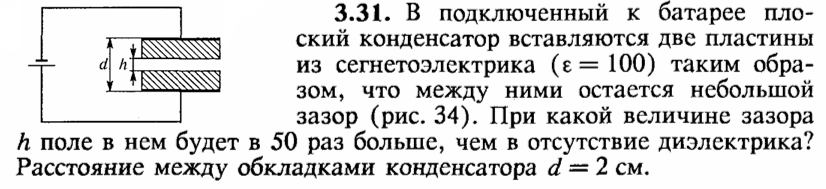 3.31. В подключенный к батарее пло-
ский конденсатор вставляются две пластины
из сегнетоэлектрика (ε = 100) таким обра-
зом, что между ними остается небольшой
зазор (рис. 34). При какой величине зазора
h поле в нем будет в 50 раз больше, чем в отсутствие диэлектрика?
Расстояние между обкладками конденсатора d = 2 см.
d h